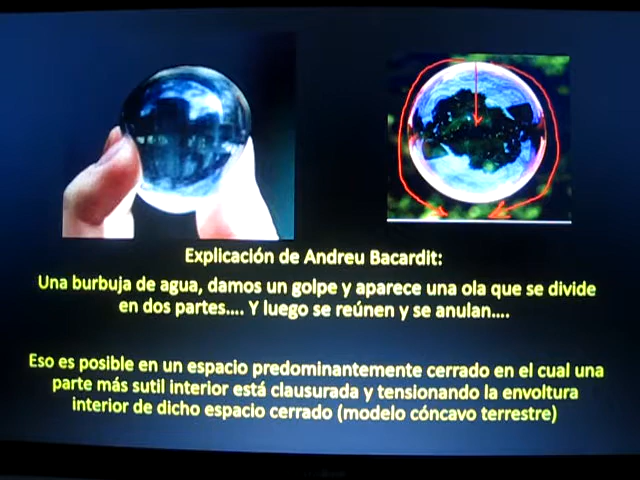 Explicación de Andreu Bacardit:
Una burbuja de agua, damos un golpe y aparece una ola que se divide
en dos partes.... Y luego se reúnen y se anulan....
Eso es posible en un espacio predominantemente cerrado en el cual una
parte más sutil interior está clausurada y tensionando la envoltura
interior de dicho espacio cerrado (modelo cóncavo terrestre)